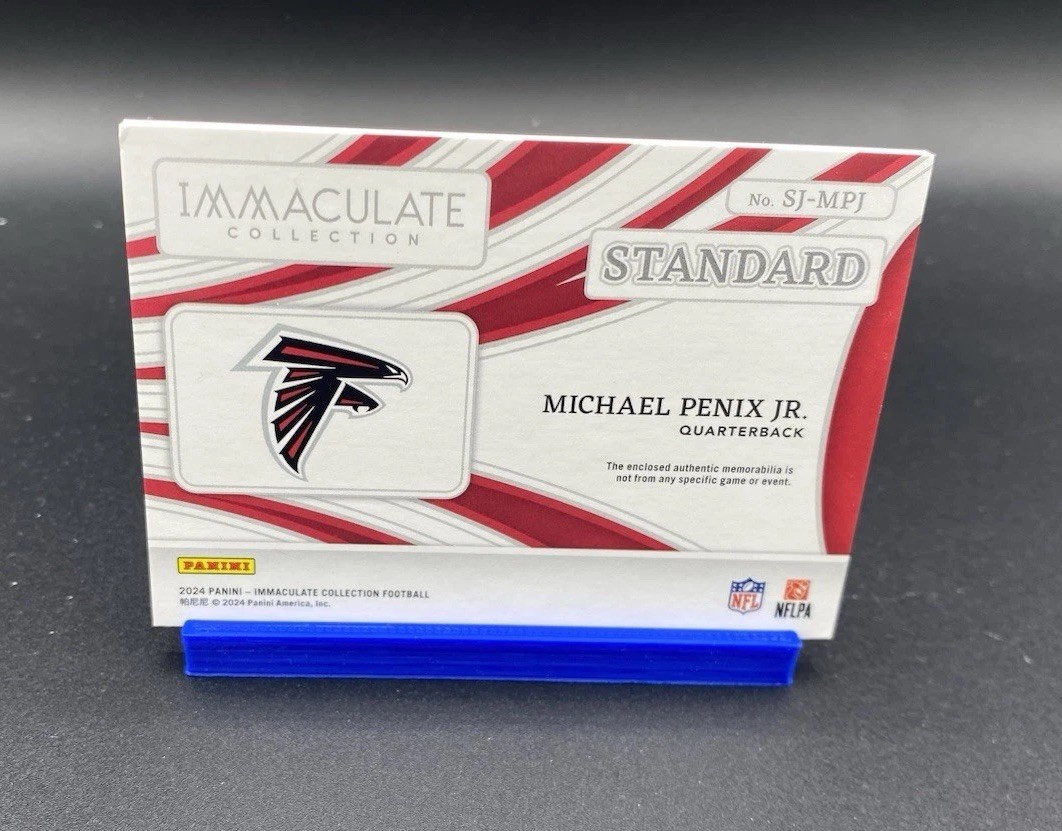 IMMACULATE
COLLECTION
No. SJ-MPJ
STANDARD
MICHAEL PENIX JR.
QUARTERBACK
The enclosed authentic memorabilia is
not from any specific game or event.
PANINI
2024 PANINI – IMMACULATE COLLECTION FOOTBALL
帕尼尼 © 2024 Panini America, Inc.
NFL
NFLPA